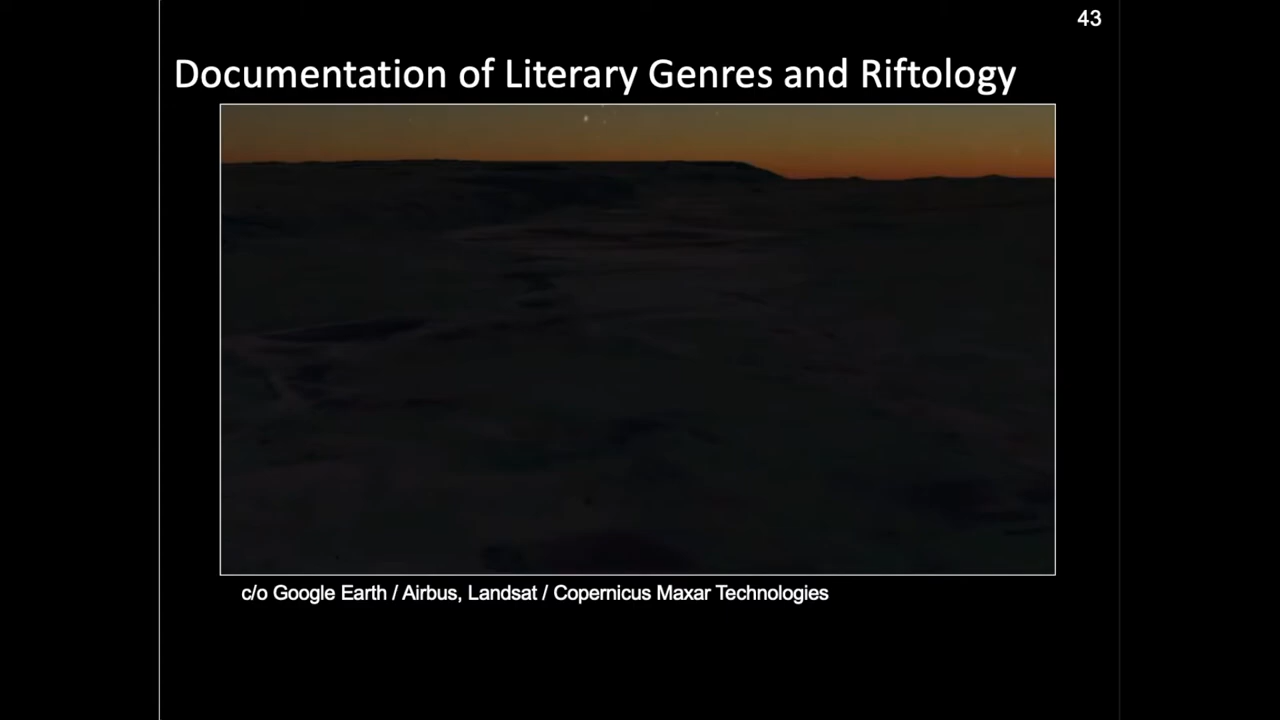 43
Documentation of Literary Genres and Riftology
c/o Google Earth / Airbus, Landsat / Copernicus Maxar Technologies